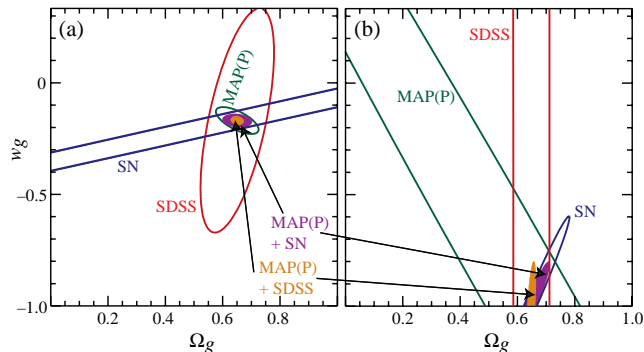 (a)
(b)
SDSS
MAP(P)
MAP(P)
SN
SDSS
SN
MAP(P)
+ SN
MAP(P)
+ SDSS
wg
0
−0.5
−1.0
0.2
0.4
0.6
0.8
0.2
0.4
0.6
0.8
1.0
Ωg
Ωg